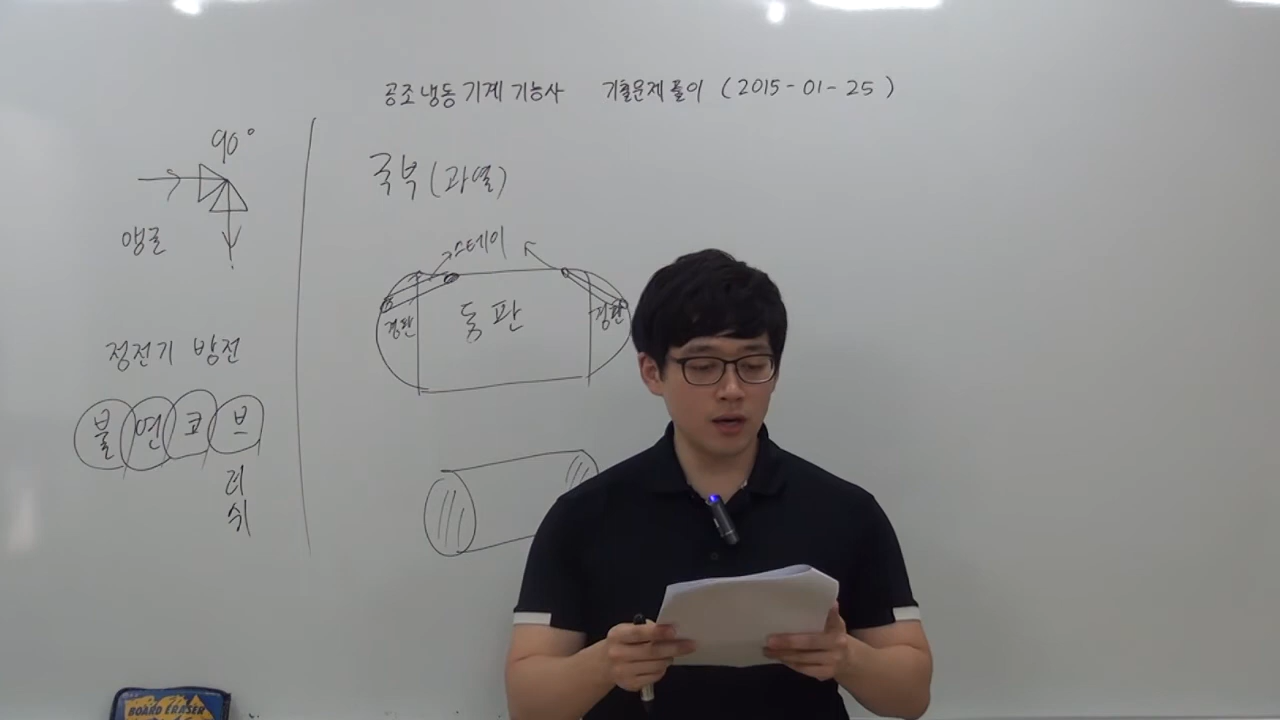 공조냉동기계기능사 기출문제풀이 (2015-01-25)
90°
앵글
정전기 방전
불 연 코 브
러
쉬
국부(과열)
스테이
경판 동판 경판
BOARD ERASER